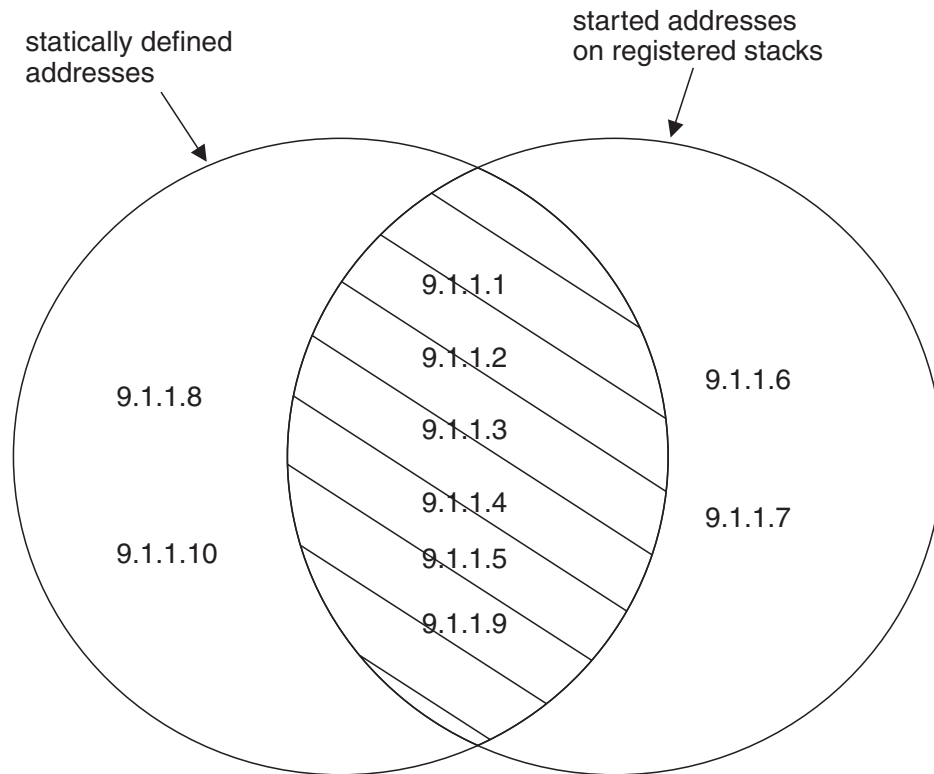 statically defined
addresses
started addresses
on registered stacks
9.1.1.1
9.1.1.2
9.1.1.3
9.1.1.4
9.1.1.5
9.1.1.9
9.1.1.8
9.1.1.10
9.1.1.6
9.1.1.7